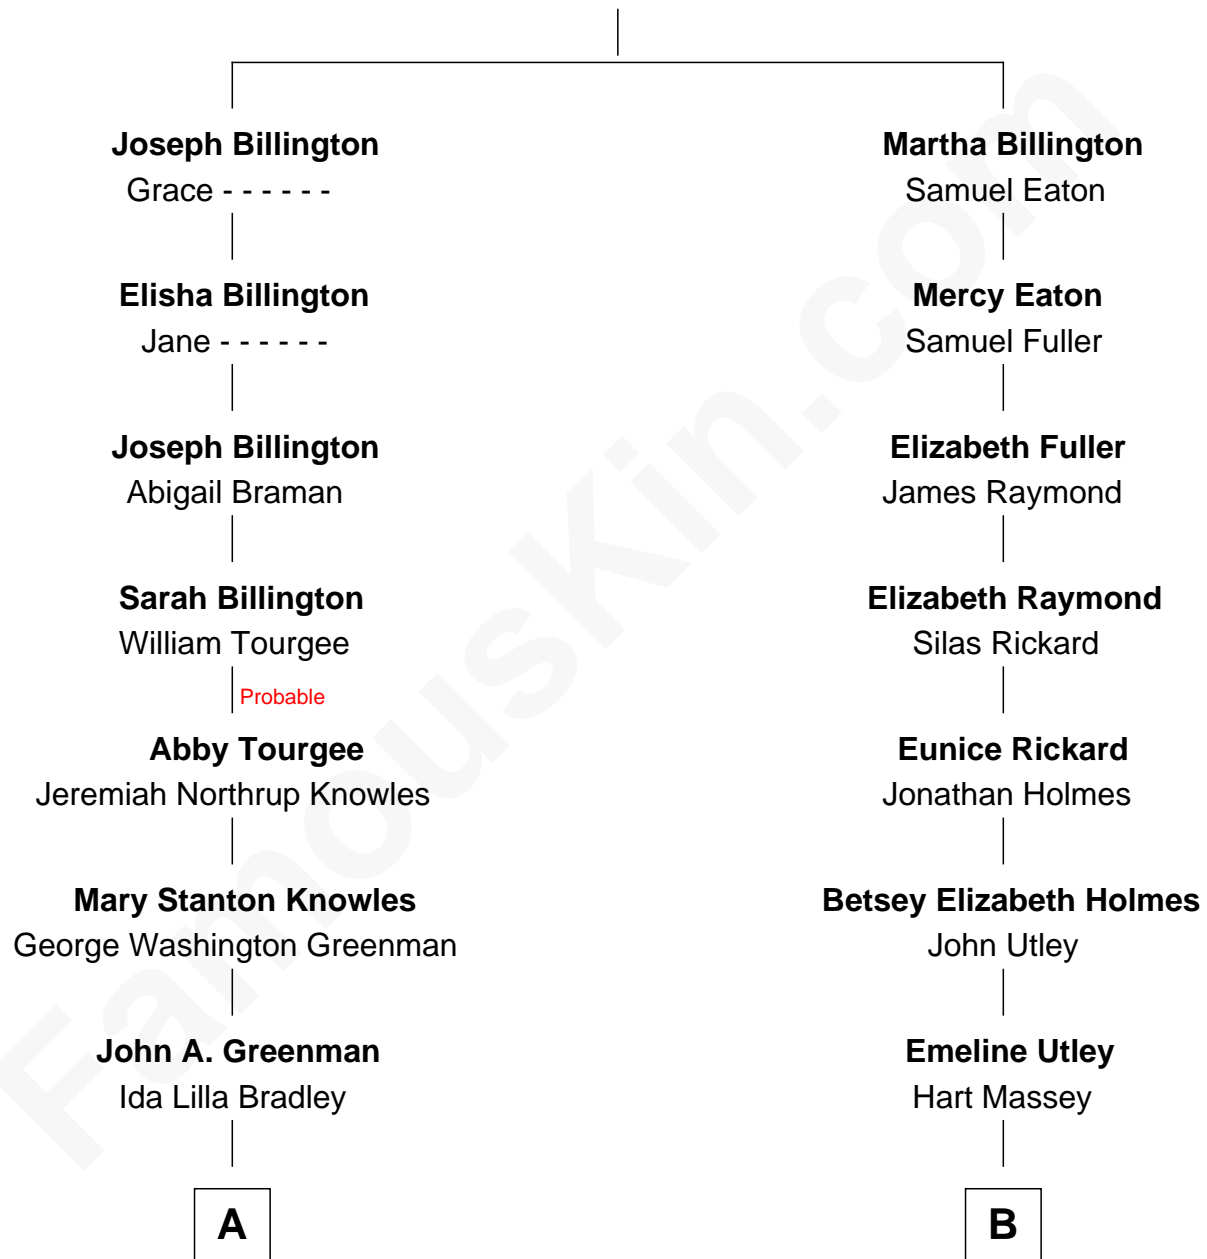 Joseph Billington
Grace - - - - - -
Martha Billington
Samuel Eaton
Elisha Billington
Jane - - - - - -
Mercy Eaton
Samuel Fuller
Joseph Billington
Abigail Braman
Elizabeth Fuller
James Raymond
Sarah Billington
William Tourgee
Elizabeth Raymond
Silas Rickard
Probable
Abby Tourgee
Jeremiah Northrup Knowles
Eunice Rickard
Jonathan Holmes
Mary Stanton Knowles
George Washington Greenman
Betsey Elizabeth Holmes
John Utley
John A. Greenman
Ida Lilla Bradley
Emeline Utley
Hart Massey
A
B
FamousKin.com